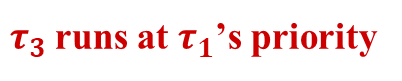 τ₃ runs at τ₁’s priority